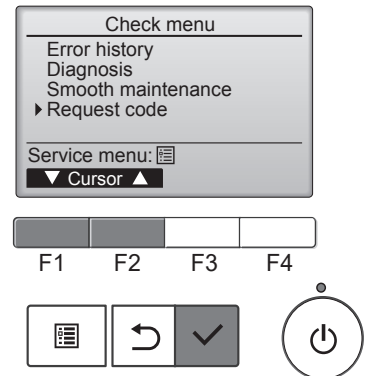 Check menu
Error history
Diagnosis
Smooth maintenance
Request code
Service menu:
▼ Cursor ▲
F1 F2 F3 F4